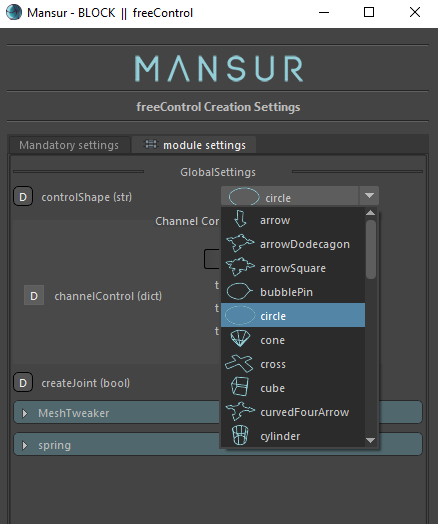 Mansur - BLOCK || freeControl
MANSUR
freeControl Creation Settings
Mandatory settings
module settings
GlobalSettings
D controlShape (str) circle
arrow
Channel Con
arrowDodecagon
arrowSquare
bubblePin
D channelControl (dict) t
circle
t
cone
t
cross
D createJoint (bool)
cube
MeshTweaker
curvedFourArrow
cylinder
spring